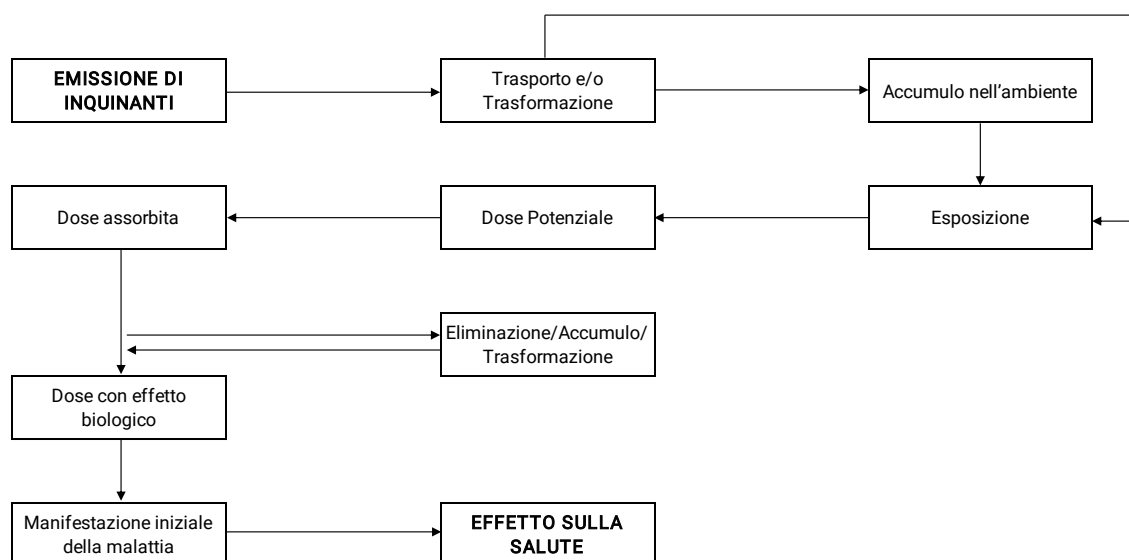 EMISSIONE DI
INQUINANTI
Trasporto e/o
Trasformazione
Accumulo nell'ambiente
Dose assorbita
Dose Potenziale
Esposizione
Eliminazione/Accumulo/
Trasformazione
Dose con effetto
biologico
Manifestazione iniziale
della malattia
EFFETTO SULLA
SALUTE